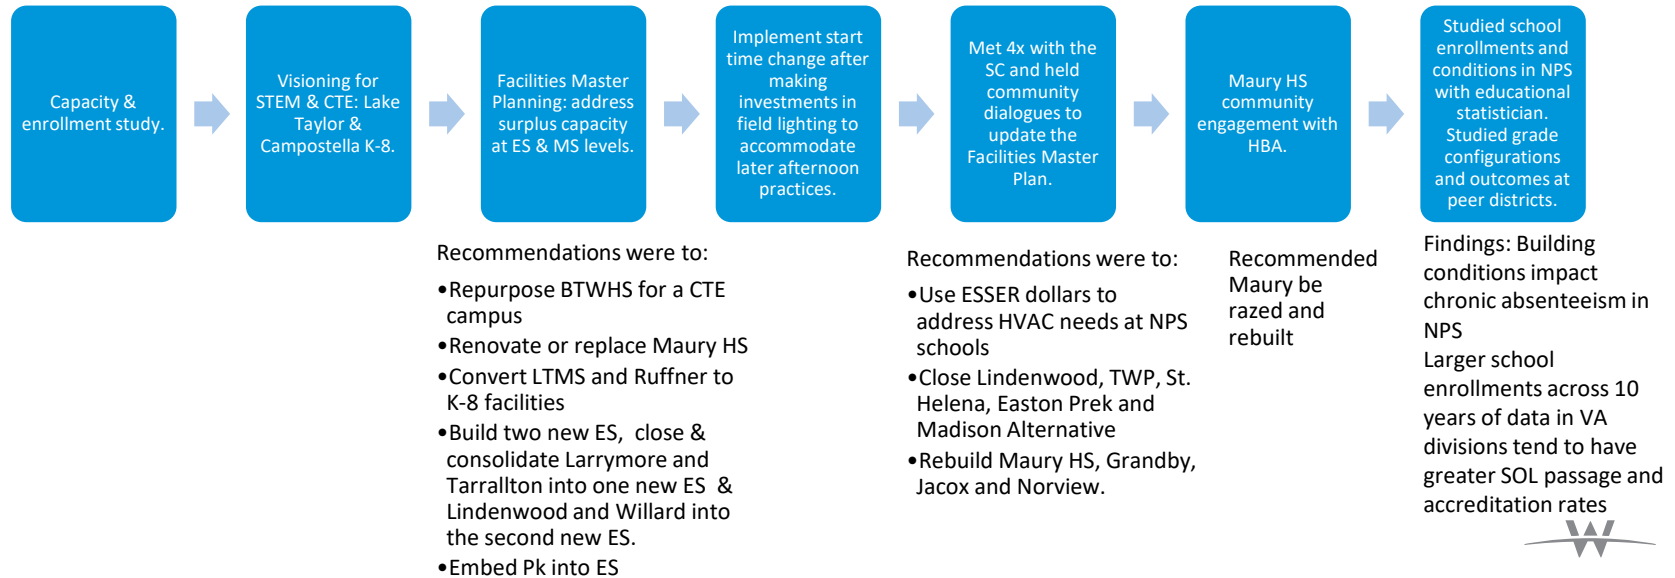 Capacity &
enrollment study.
Visioning for
STEM & CTE: Lake
Taylor &
Campostella K-8.
Facilities Master
Planning: address
surplus capacity
at ES & MS levels.
Implement start
time change after
making
investments in
field lighting to
accommodate
later afternoon
practices.
Met 4x with the
SC and held
community
dialogues to
update the
Facilities Master
Plan.
Maury HS
community
engagement with
HBA.
Studied school
enrollments and
conditions in NPS
with educational
statistician.
Studied grade
configurations
and outcomes at
peer districts.
Recommendations were to:
•Repurpose BTWHS for a CTE
campus
•Renovate or replace Maury HS
•Convert LTMS and Ruffner to
K-8 facilities
•Build two new ES, close &
consolidate Larrymore and
Tarrallton into one new ES &
Lindenwood and Willard into
the second new ES.
•Embed Pk into ES
Recommendations were to:
•Use ESSER dollars to
address HVAC needs at NPS
schools
•Close Lindenwood, TWP, St.
Helena, Easton Prek and
Madison Alternative
•Rebuild Maury HS, Grandby,
Jacox and Norview.
Recommended
Maury be
razed and
rebuilt
Findings: Building
conditions impact
chronic absenteeism in
NPS
Larger school
enrollments across 10
years of data in VA
divisions tend to have
greater SOL passage and
accreditation rates